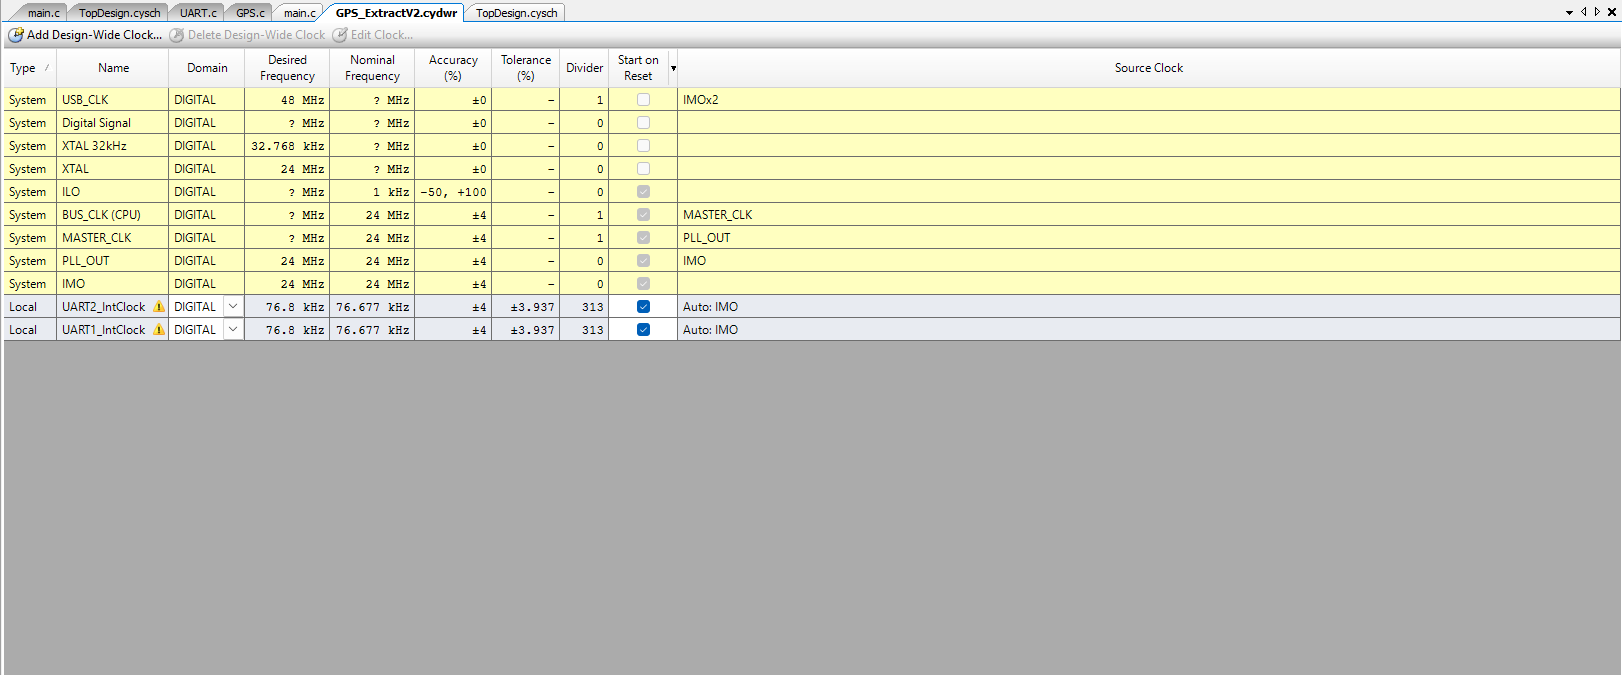 main.c TopDesign.cysch UART.c GPS.c main.c GPS_ExtractV2.cydwr TopDesign.cysch
Add Design-Wide Clock... Delete Design-Wide Clock Edit Clock...
Type Name Domain Desired Frequency Nominal Frequency Accuracy (%) Tolerance (%) Divider Start on Reset Source Clock
System USB_CLK DIGITAL 48 MHz ? MHz ±0 - 1 IMOx2
System Digital Signal DIGITAL ? MHz ? MHz ±0 - 0
System XTAL 32kHz DIGITAL 32.768 kHz ? MHz ±0 - 0
System XTAL DIGITAL 24 MHz ? MHz ±0 - 0
System ILO DIGITAL ? MHz 1 kHz -50, +100 - 0
System BUS_CLK (CPU) DIGITAL ? MHz 24 MHz ±4 - 1 MASTER_CLK
System MASTER_CLK DIGITAL ? MHz 24 MHz ±4 - 1 PLL_OUT
System PLL_OUT DIGITAL 24 MHz 24 MHz ±4 - 0 IMO
System IMO DIGITAL 24 MHz 24 MHz ±4 - 0
Local UART2_IntClock DIGITAL 76.8 kHz 76.677 kHz ±4 ±3.937 313 Auto: IMO
Local UART1_IntClock DIGITAL 76.8 kHz 76.677 kHz ±4 ±3.937 313 Auto: IMO